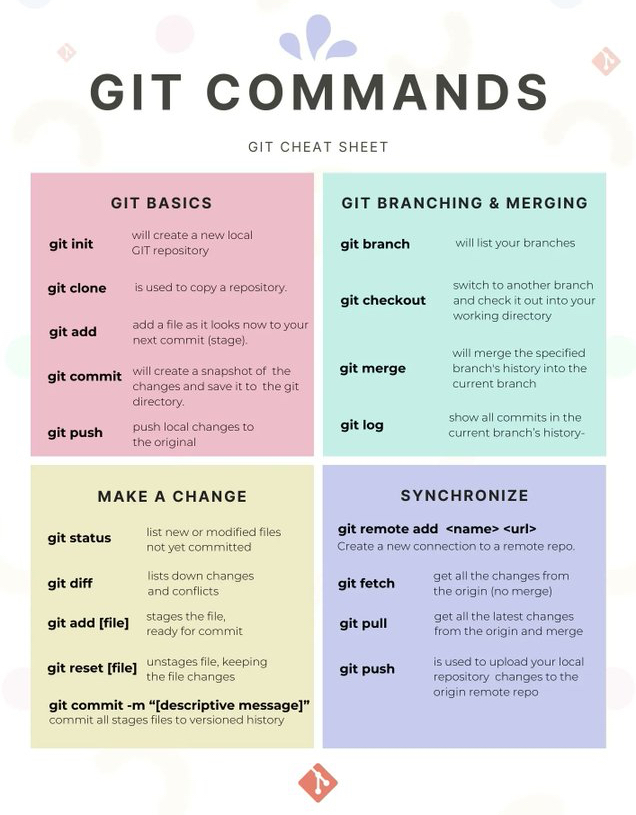 GIT COMMANDS
GIT CHEAT SHEET
GIT BASICS
git init
will create a new local
GIT repository
git clone
is used to copy a repository.
git add
add a file as it looks now to your
next commit (stage).
git commit
will create a snapshot of the
changes and save it to the git
directory.
git push
push local changes to
the original
GIT BRANCHING & MERGING
git branch
will list your branches
git checkout
switch to another branch
and check it out into your
working directory
git merge
will merge the specified
branch's history into the
current branch
git log
show all commits in the
current branch's history-
MAKE A CHANGE
git status
list new or modified files
not yet committed
git diff
lists down changes
and conflicts
git add [file]
stages the file,
ready for commit
git reset [file]
unstages file, keeping
the file changes
git commit -m “[descriptive message]”
commit all stages files to versioned history
SYNCHRONIZE
git remote add <name> <url>
Create a new connection to a remote repo.
git fetch
get all the changes from
the origin (no merge)
git pull
get all the latest changes
from the origin and merge
git push
is used to upload your local
repository changes to the
origin remote repo